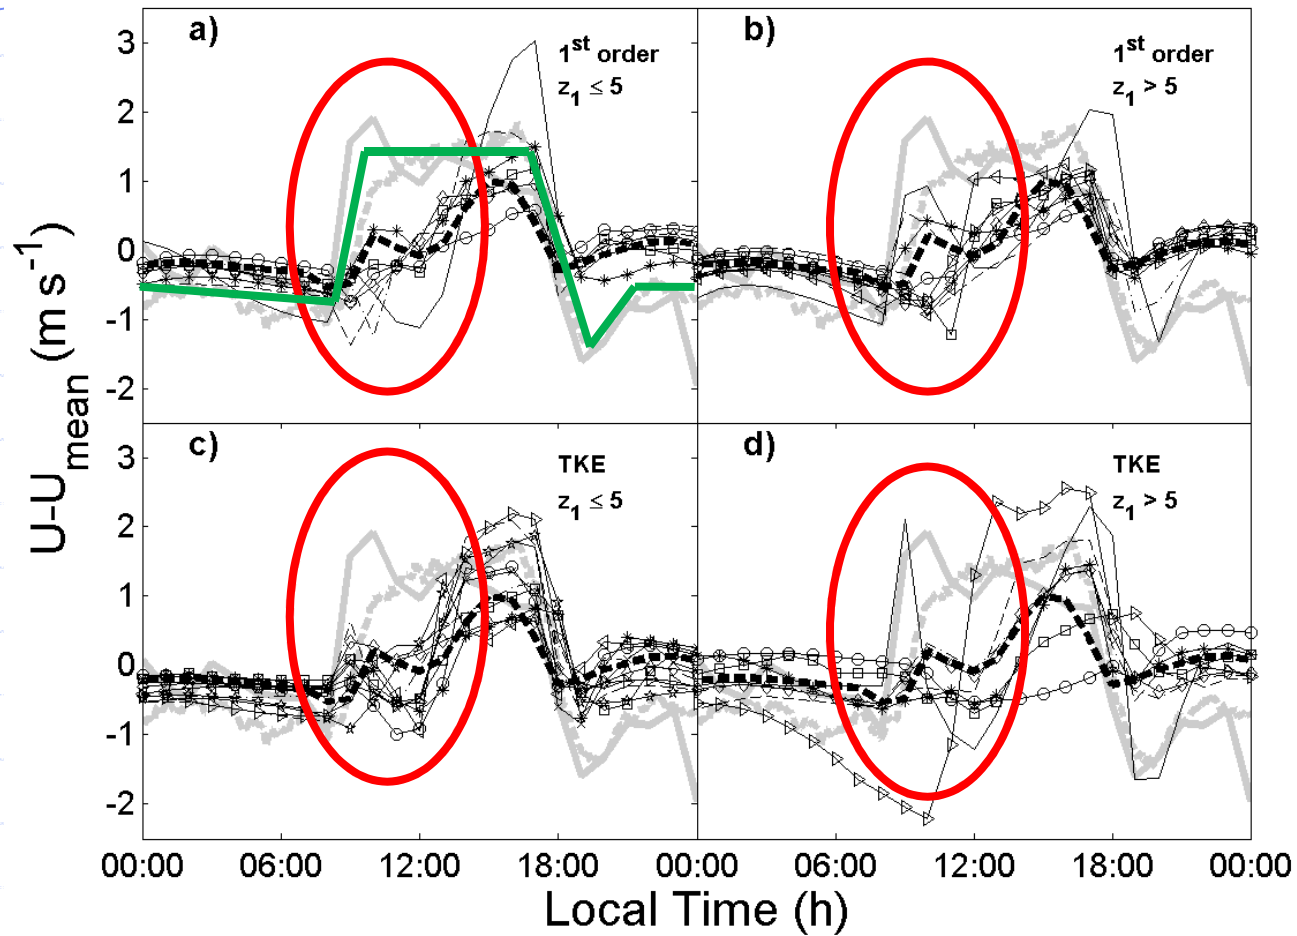 a)
1st order
z1 ≤ 5
b)
1st order
z1 > 5
c)
TKE
z1 ≤ 5
d)
TKE
z1 > 5
3
2
1
0
-1
-2
3
2
1
0
-1
-2
U-Umean (m s-1)
00:00 06:00 12:00 18:00 00:00 06:00 12:00 18:00 00:00
Local Time (h)